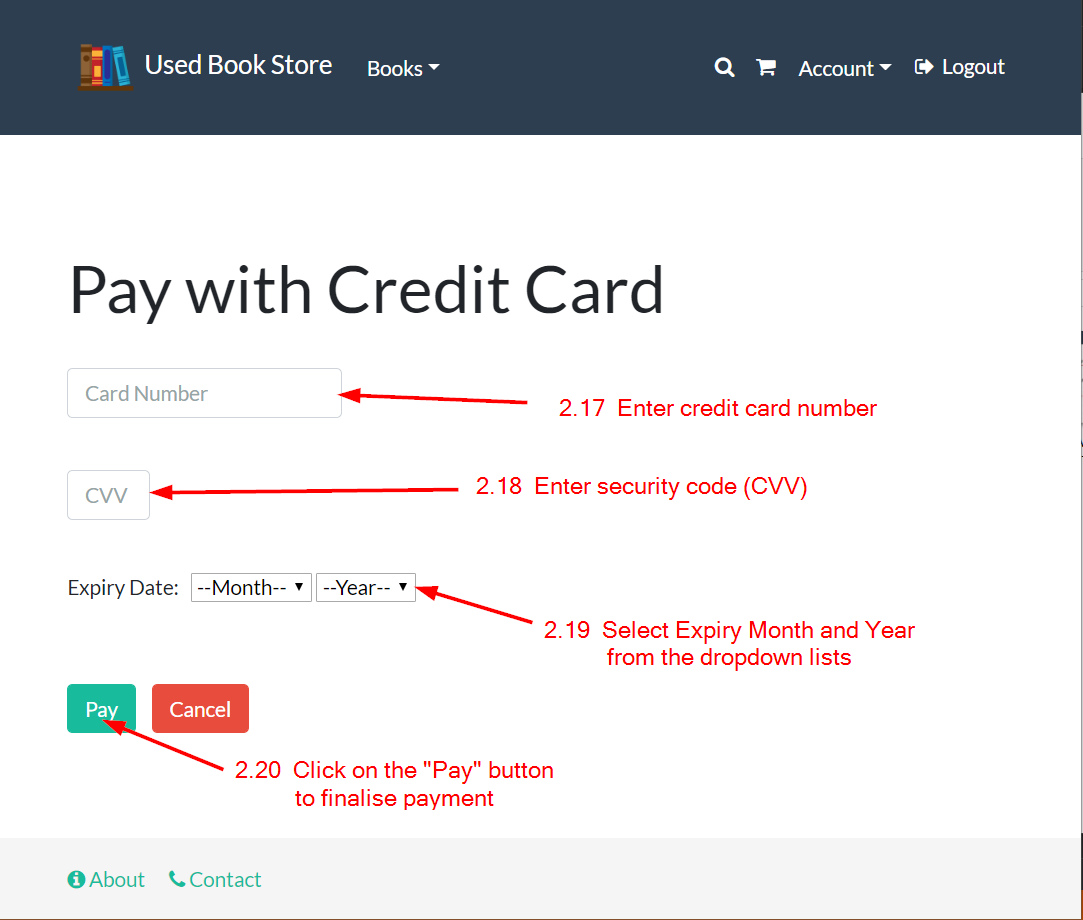 Used Book Store Books Account Logout
Pay with Credit Card
Card Number
2.17 Enter credit card number
CVV
2.18 Enter security code (CVV)
Expiry Date: --Month-- --Year--
2.19 Select Expiry Month and Year
from the dropdown lists
Pay Cancel
2.20 Click on the "Pay" button
to finalise payment
About Contact